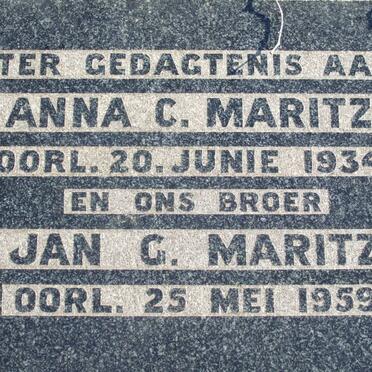 TER GEDAGTENIS AA
ANNA C. MARITZ
OORL. 20. JUNIE 1934
EN ONS BROER
JAN G. MARITZ
OORL. 25 MEI 1959